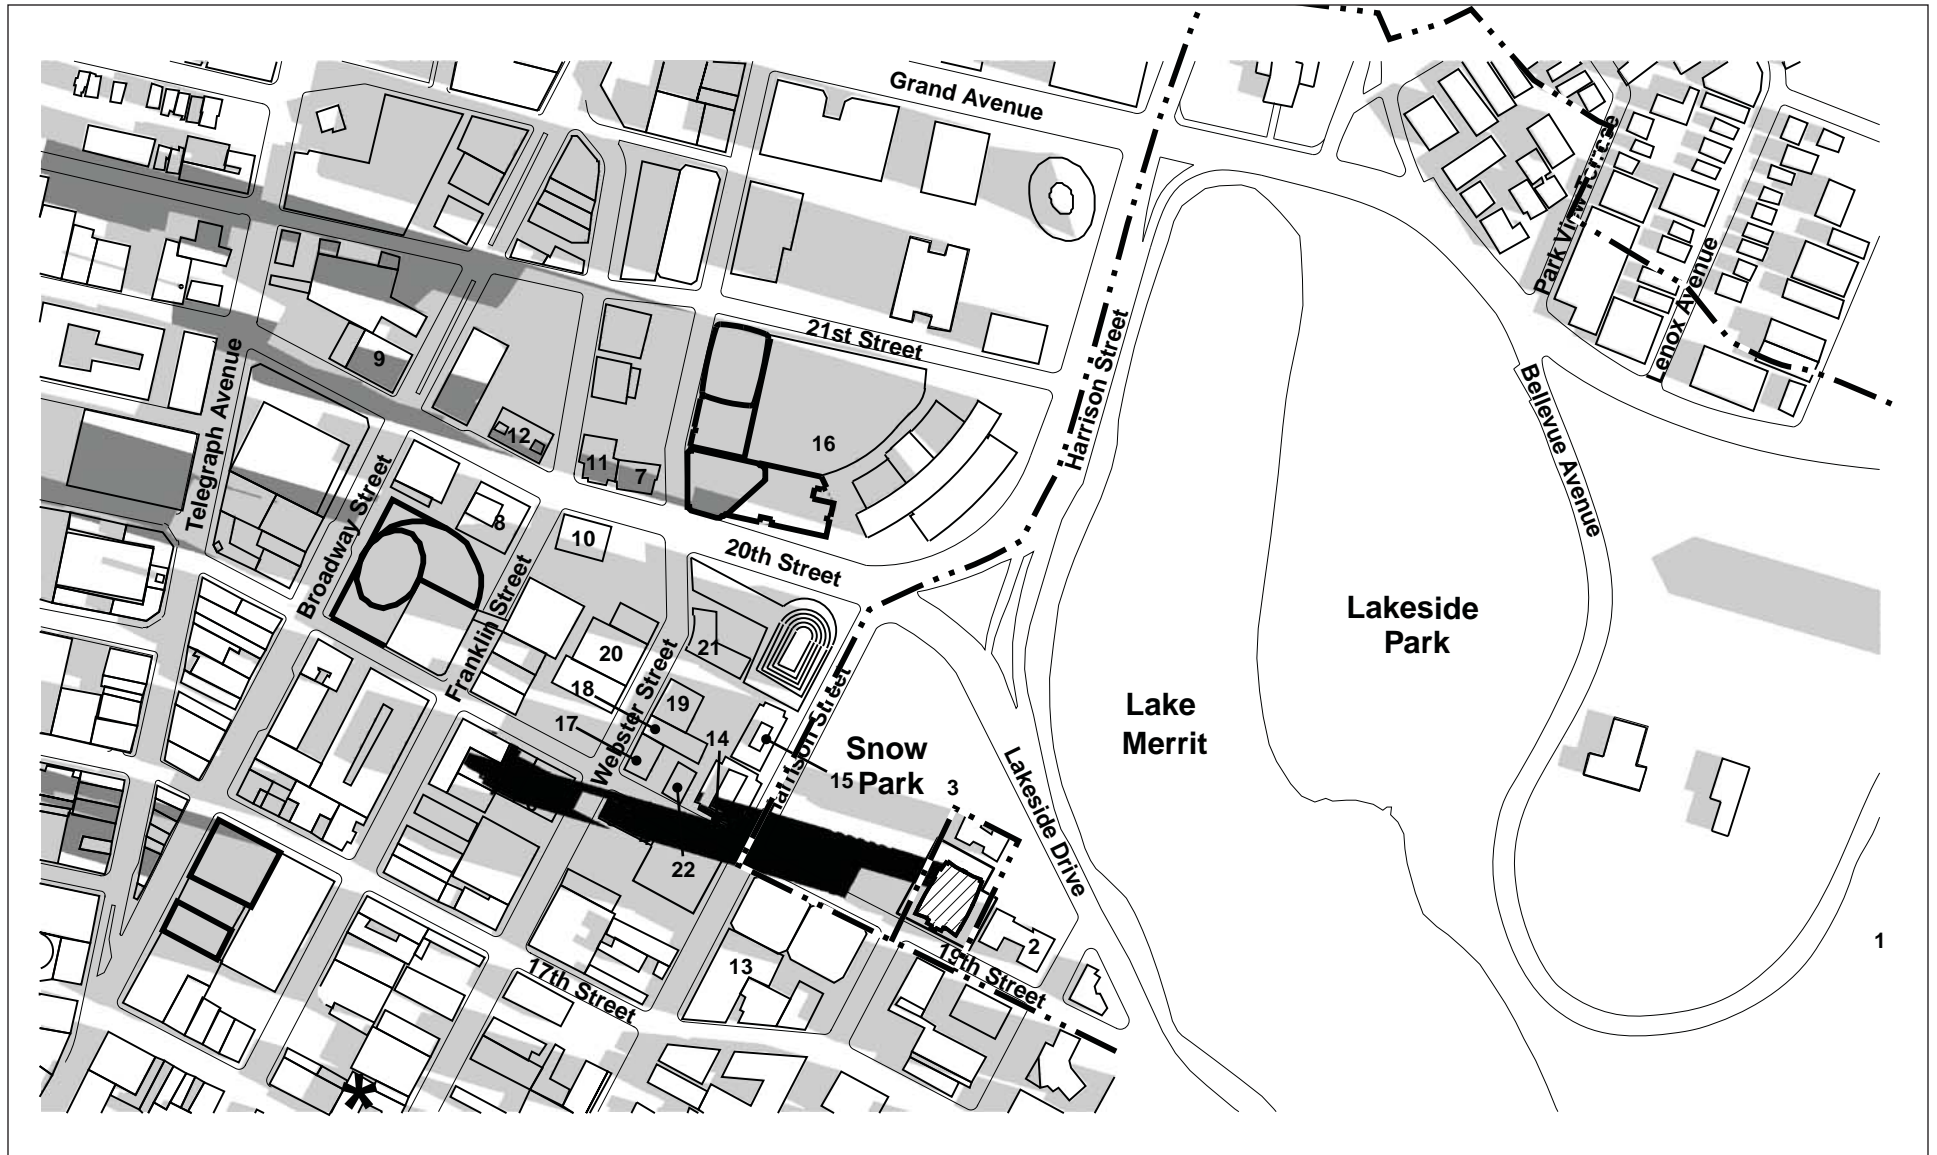 Grand Avenue
Park View Terrace
Lenox Avenue
21st Street
Harrison Street
Telegraph Avenue
9
12
11
7
16
Bellevue Avenue
Broadway Street
8
10
20th Street
Franklin Street
Lakeside
Park
20
21
18
19
Webster Street
17
14
Harrison Street
Lake
Merrit
Snow
Park
15
3
Lakeside Drive
22
1
2
13
19th Street
17th Street
*